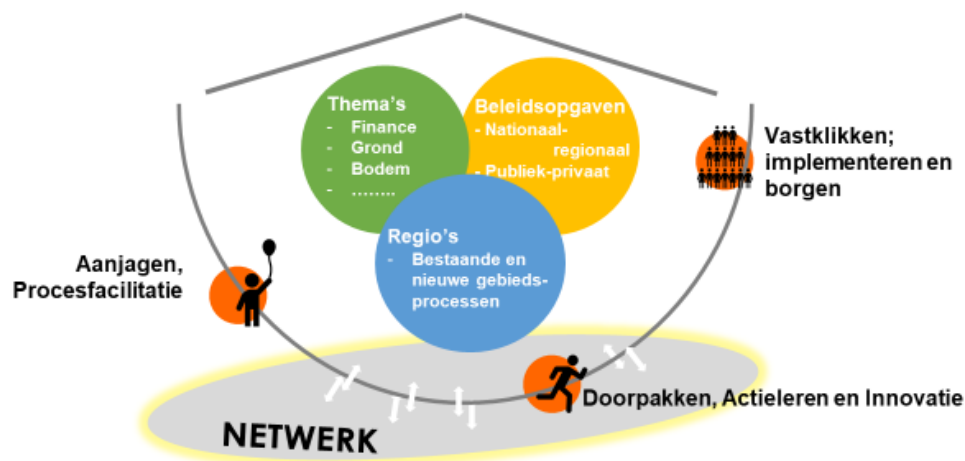 Thema's
- Finance
- Grond
- Bodem
- ........
Beleidsopgaven
- Nationaal-
regionaal
- Publiek-privaat
Regio's
- Bestaande en
nieuwe gebieds-
processen
Vastklikken;
implementeren en
borgen
Aanjagen,
Procesfacilitatie
Doorpakken, Actieleren en Innovatie
NETWERK